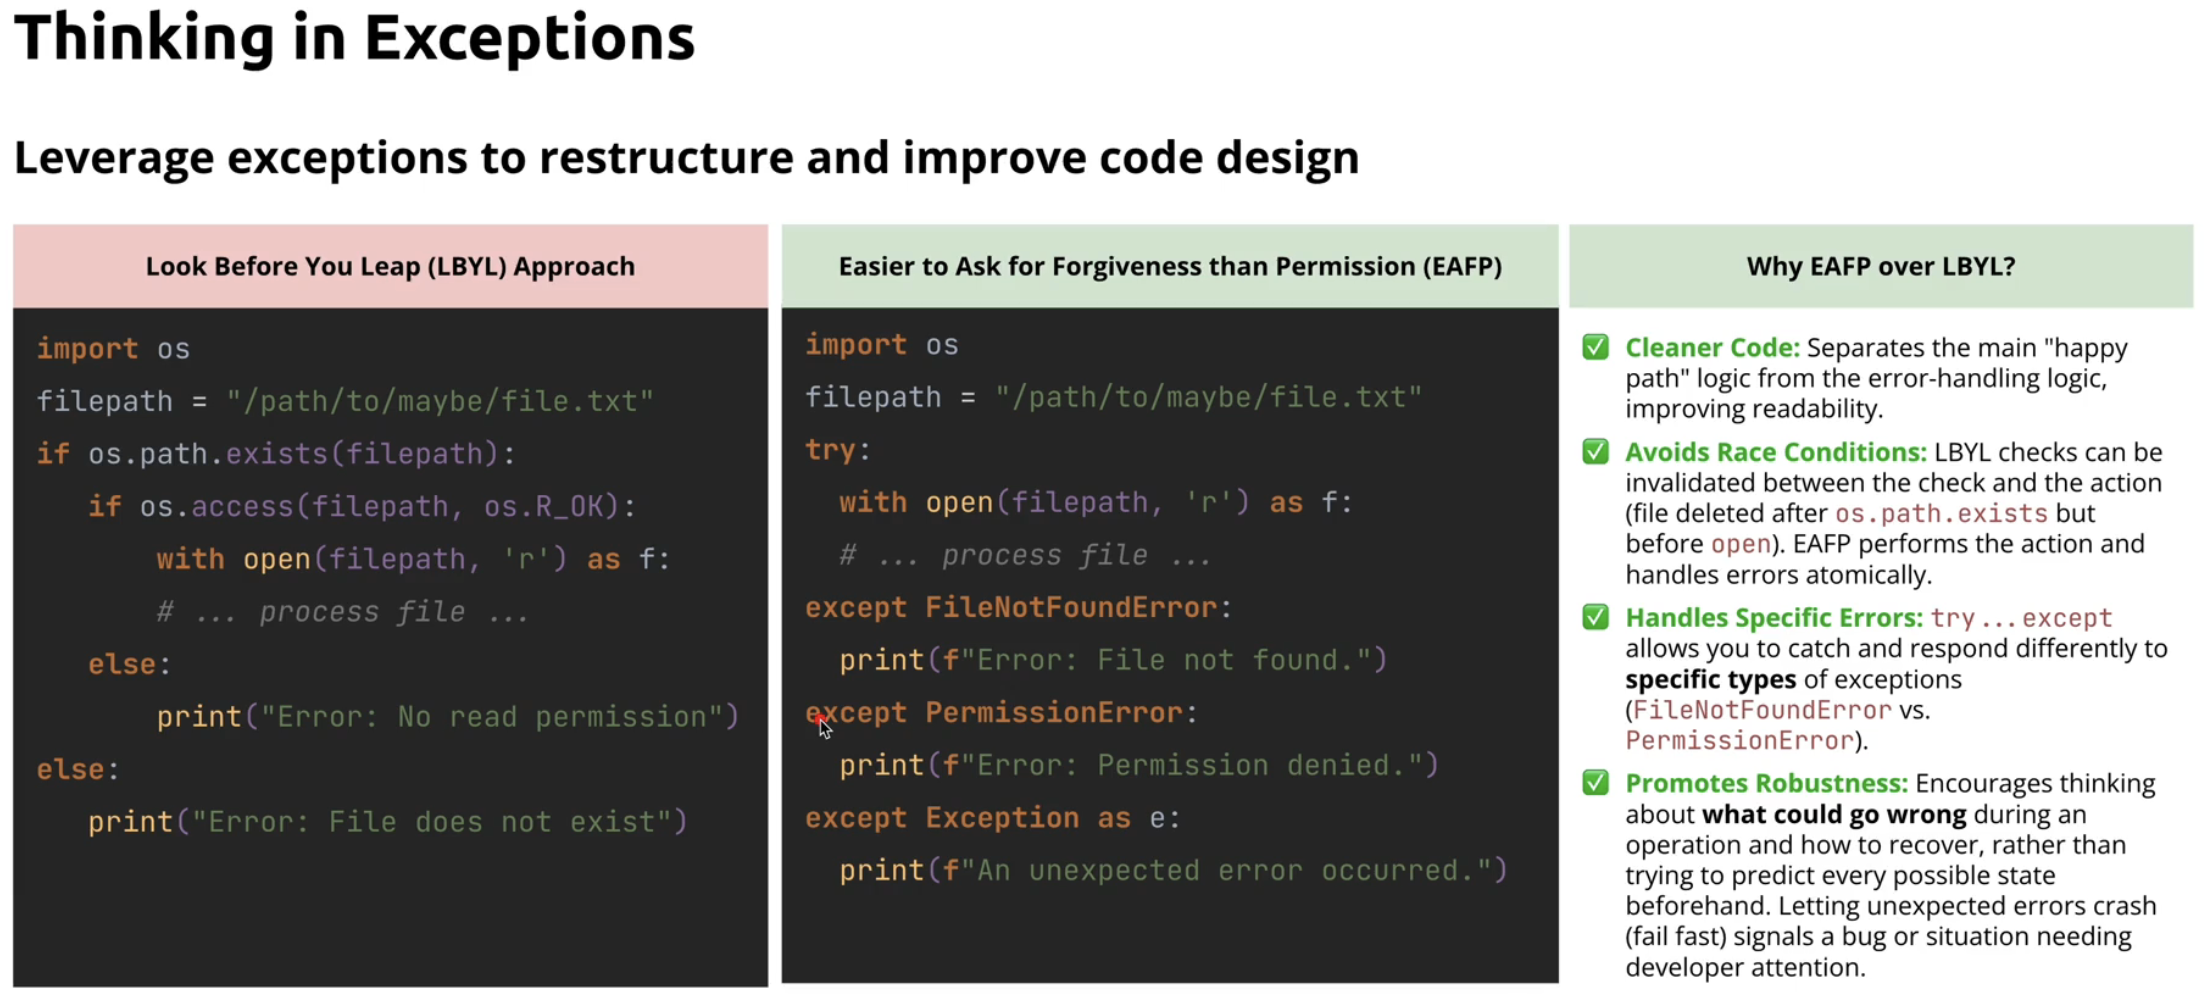 Thinking in Exceptions
Leverage exceptions to restructure and improve code design
Look Before You Leap (LBYL) Approach
import os
filepath = "/path/to/maybe/file.txt"
if os.path.exists(filepath):
if os.access(filepath, os.R_OK):
with open(filepath, 'r') as f:
# ... process file ...
else:
print("Error: No read permission")
else:
print("Error: File does not exist")
Easier to Ask for Forgiveness than Permission (EAFP)
import os
filepath = "/path/to/maybe/file.txt"
try:
with open(filepath, 'r') as f:
# ... process file ...
except FileNotFoundError:
print(f"Error: File not found.")
except PermissionError:
print(f"Error: Permission denied.")
except Exception as e:
print(f"An unexpected error occurred.")
Why EAFP over LBYL?
✅ Cleaner Code: Separates the main "happy
path" logic from the error-handling logic,
improving readability.
✅ Avoids Race Conditions: LBYL checks can be
invalidated between the check and the action
(file deleted after os.path.exists but
before open). EAFP performs the action and
handles errors atomically.
✅ Handles Specific Errors: try...except
allows you to catch and respond differently to
specific types of exceptions
(FileNotFoundError vs.
PermissionError).
✅ Promotes Robustness: Encourages thinking
about what could go wrong during an
operation and how to recover, rather than
trying to predict every possible state
beforehand. Letting unexpected errors crash
(fail fast) signals a bug or situation needing
developer attention.